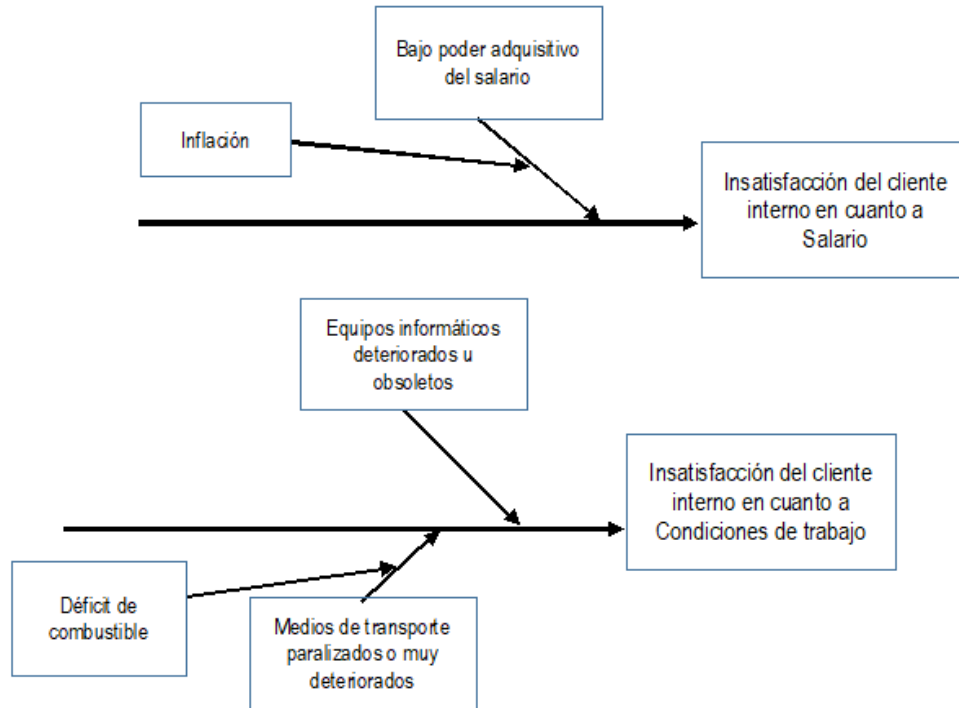 Bajo poder adquisitivo
del salario
Inflación
Insatisfacción del cliente
interno en cuanto a
Salario
Equipos informáticos
deteriorados u
obsoletos
Insatisfacción del cliente
interno en cuanto a
Condiciones de trabajo
Déficit de
combustible
Medios de transporte
paralizados o muy
deteriorados